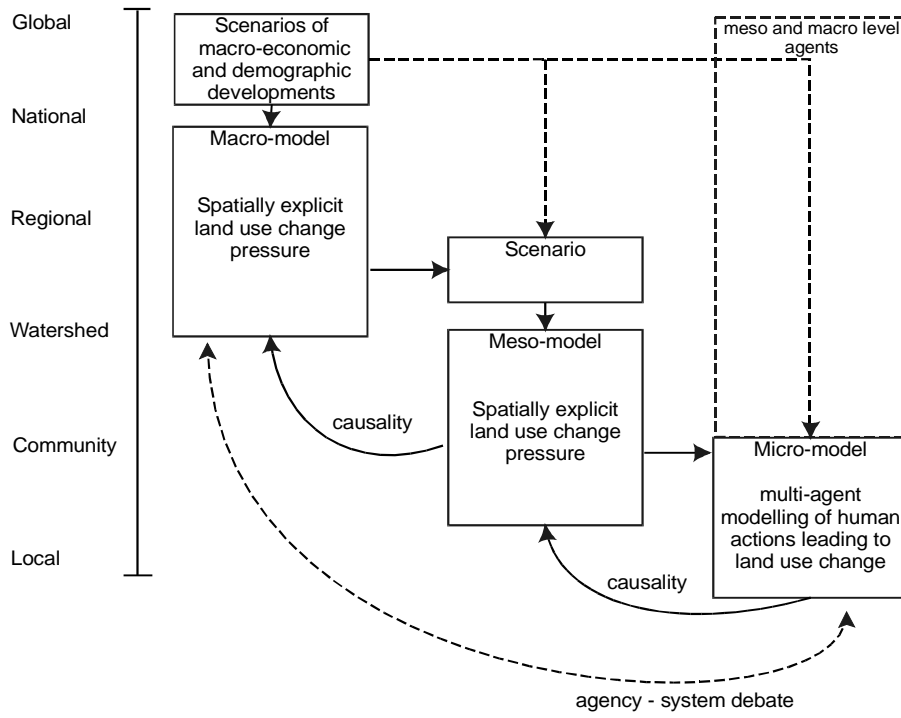 Global
National
Regional
Watershed
Community
Local
Scenarios of
macro-economic
and demographic
developments
Macro-model
Spatially explicit
land use change
pressure
Scenario
Meso-model
Spatially explicit
land use change
pressure
meso and macro level
agents
Micro-model
multi-agent
modelling of human
actions leading to
land use change
causality
causality
agency - system debate